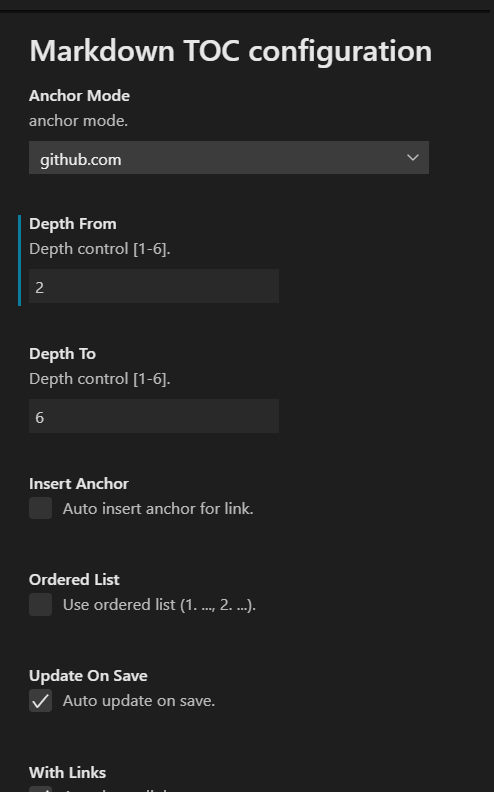 Markdown TOC configuration
Anchor Mode
anchor mode.
github.com
Depth From
Depth control [1-6].
2
Depth To
Depth control [1-6].
6
Insert Anchor
Auto insert anchor for link.
Ordered List
Use ordered list (1. ..., 2. ...).
Update On Save
Auto update on save.
With Links